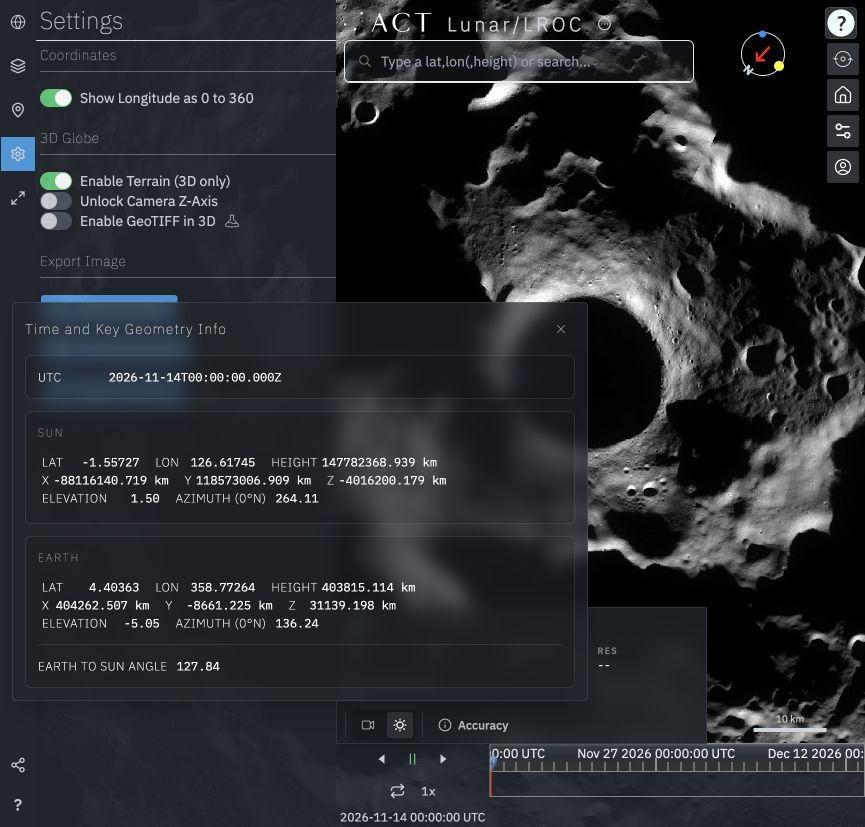 Settings
Coordinates
Show Longitude as 0 to 360
3D Globe
Enable Terrain (3D only)
Unlock Camera Z-Axis
Enable GeoTIFF in 3D
Export Image
ACT Lunar/LROC
Type a lat,lon(,height) or search...
N
?
Time and Key Geometry Info
UTC 2026-11-14T00:00:00.000Z
SUN
LAT -1.55727 LON 126.61745 HEIGHT 147782368.939 km
X -88116140.719 km Y 118573006.909 km Z -4016200.179 km
ELEVATION 1.50 AZIMUTH (0°N) 264.11
EARTH
LAT 4.40363 LON 358.77264 HEIGHT 403815.114 km
X 404262.507 km Y -8661.225 km Z 31139.198 km
ELEVATION -5.05 AZIMUTH (0°N) 136.24
EARTH TO SUN ANGLE 127.84
RES
--
10 km
Accuracy
0:00 UTC Nov 27 2026 00:00:00 UTC Dec 12 2026 00:
1x
2026-11-14 00:00:00 UTC
?